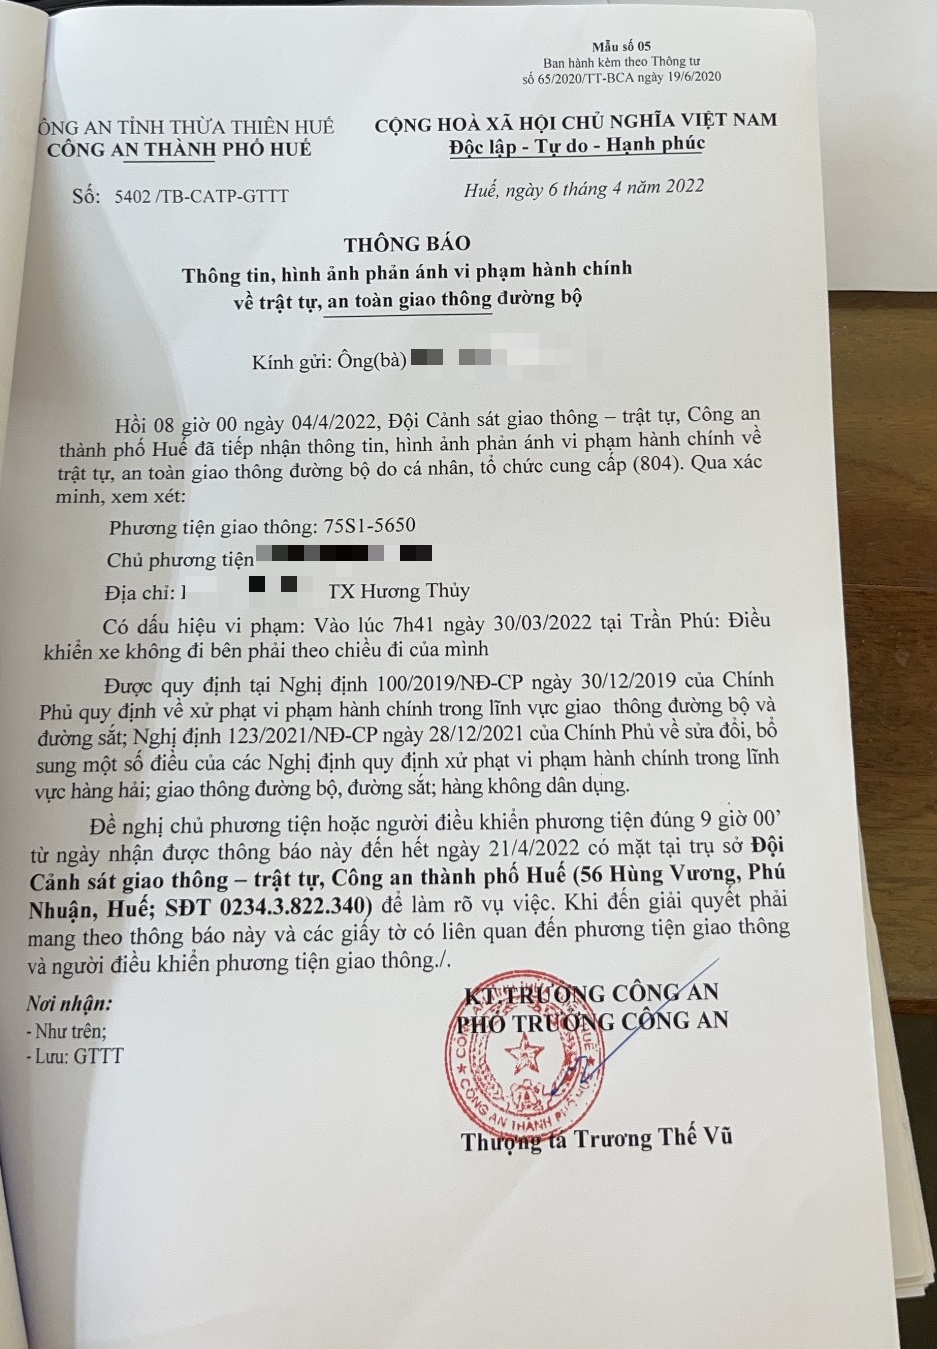 Mẫu số 05
Ban hành kèm theo Thông tư
số 65/2020/TT-BCA ngày 19/6/2020
ÔNG AN TỈNH THỪA THIÊN HUẾ
CÔNG AN THÀNH PHỐ HUẾ
CỘNG HOÀ XÃ HỘI CHỦ NGHĨA VIỆT NAM
Độc lập - Tự do - Hạnh phúc
Số: 5402 /TB-CATP-GTTT
Huế, ngày 6 tháng 4 năm 2022
THÔNG BÁO
Thông tin, hình ảnh phản ánh vi phạm hành chính
về trật tự, an toàn giao thông đường bộ
Kính gửi: Ông(bà)
Hồi 08 giờ 00 ngày 04/4/2022, Đội Cảnh sát giao thông – trật tự, Công an
thành phố Huế đã tiếp nhận thông tin, hình ảnh phản ánh vi phạm hành chính về
trật tự, an toàn giao thông đường bộ do cá nhân, tổ chức cung cấp (804). Qua xác
minh, xem xét:
Phương tiện giao thông: 75S1-5650
Chủ phương tiện
Địa chỉ: TX Hương Thủy
Có dấu hiệu vi phạm: Vào lúc 7h41 ngày 30/03/2022 tại Trần Phú: Điều
khiển xe không đi bên phải theo chiều đi của mình
Được quy định tại Nghị định 100/2019/NĐ-CP ngày 30/12/2019 của Chính
Phủ quy định về xử phạt vi phạm hành chính trong lĩnh vực giao thông đường bộ và
đường sắt; Nghị định 123/2021/NĐ-CP ngày 28/12/2021 của Chính Phủ về sửa đổi, bổ
sung một số điều của các Nghị định quy định xử phạt vi phạm hành chính trong lĩnh
vực hàng hải; giao thông đường bộ, đường sắt; hàng không dân dụng.
Đề nghị chủ phương tiện hoặc người điều khiển phương tiện đúng 9 giờ 00’
từ ngày nhận được thông báo này đến hết ngày 21/4/2022 có mặt tại trụ sở Đội
Cảnh sát giao thông – trật tự, Công an thành phố Huế (56 Hùng Vương, Phú
Nhuận, Huế; SĐT 0234.3.822.340) để làm rõ vụ việc. Khi đến giải quyết phải
mang theo thông báo này và các giấy tờ có liên quan đến phương tiện giao thông
và người điều khiển phương tiện giao thông./.
Nơi nhận:
- Như trên;
- Lưu: GTTT
KT.TRƯỞNG CÔNG AN
PHÓ TRƯỞNG CÔNG AN
CÔNG AN THÀNH PHỐ HUẾ
Thượng tá Trương Thế Vũ